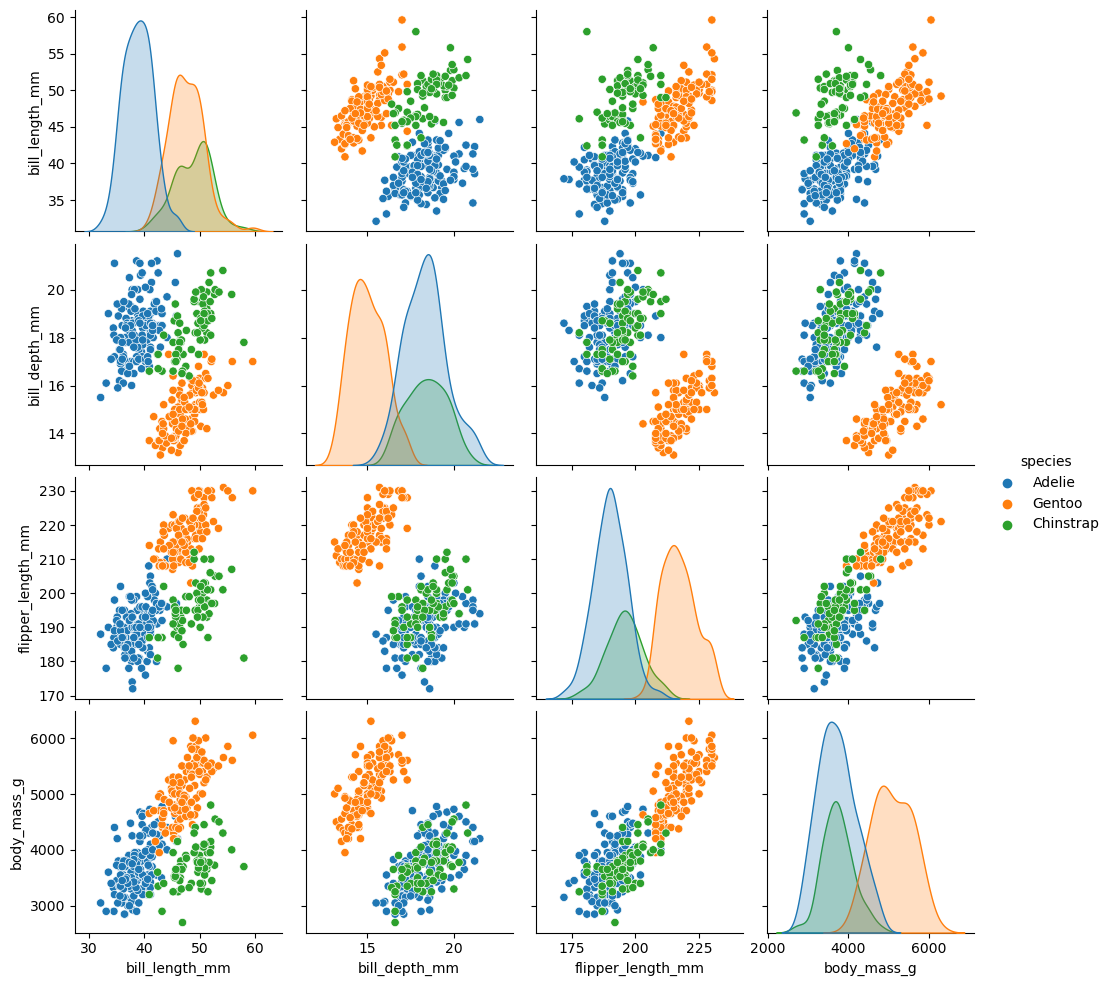 60
55
50
45
40
35
bill_length_mm
20
18
16
14
bill_depth_mm
species
Adelie
Gentoo
Chinstrap
230
220
210
200
190
180
170
flipper_length_mm
6000
5000
4000
3000
body_mass_g
30 40 50 60
15 20
175 200 225
2000 4000 6000
bill_length_mm bill_depth_mm flipper_length_mm body_mass_g